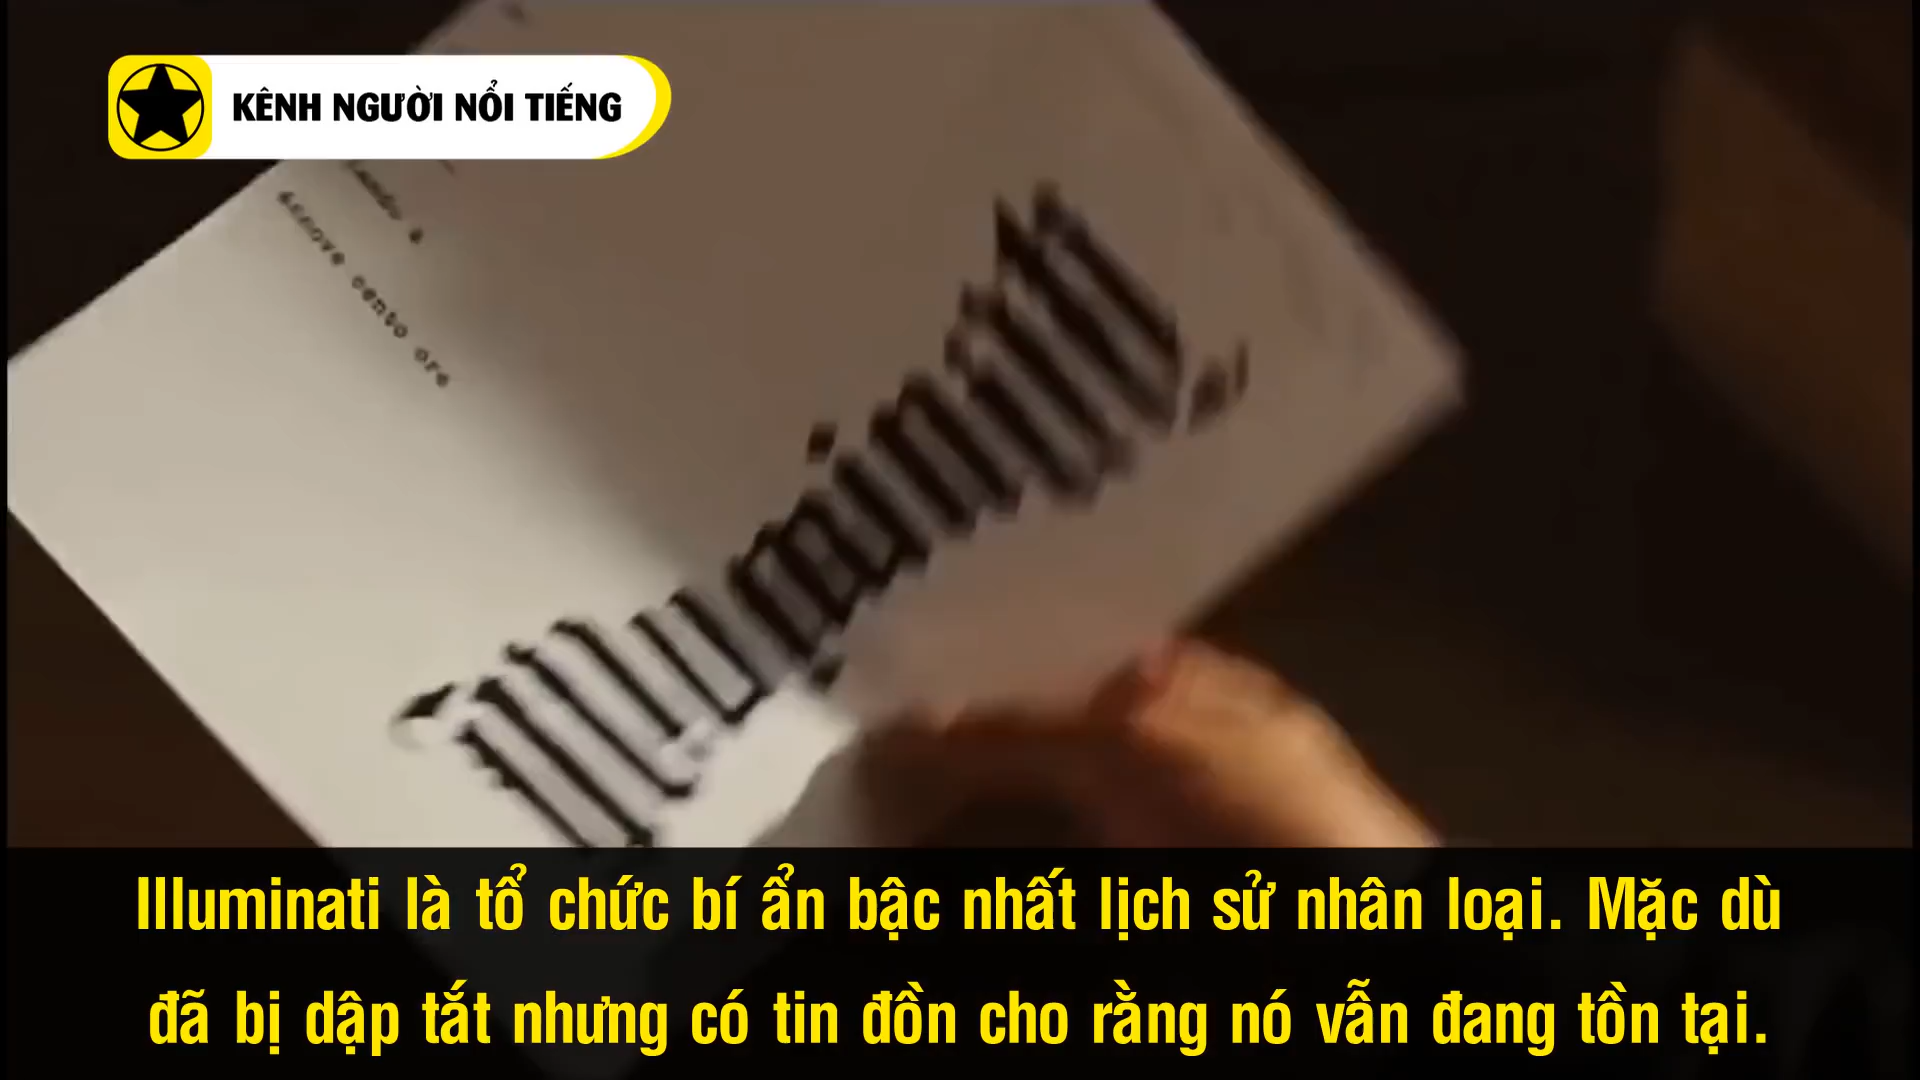 KÊNH NGƯỜI NỔI TIẾNG
Illuminati
Illuminati là tổ chức bí ẩn bậc nhất lịch sử nhân loại. Mặc dù
đã bị dập tắt nhưng có tin đồn cho rằng nó vẫn đang tồn tại.